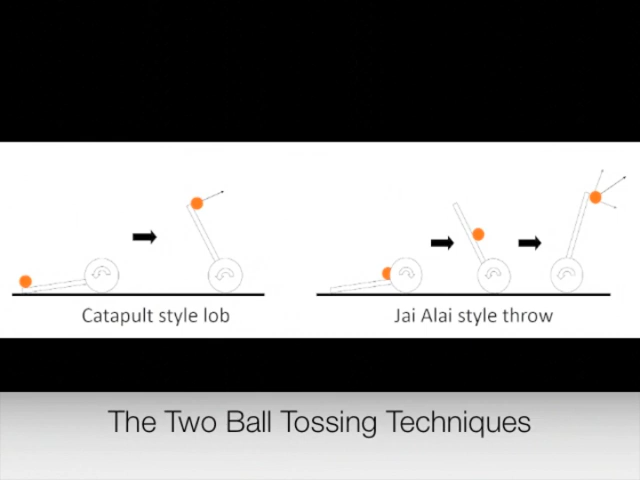 Catapult style lob
Jai Alai style throw
The Two Ball Tossing Techniques